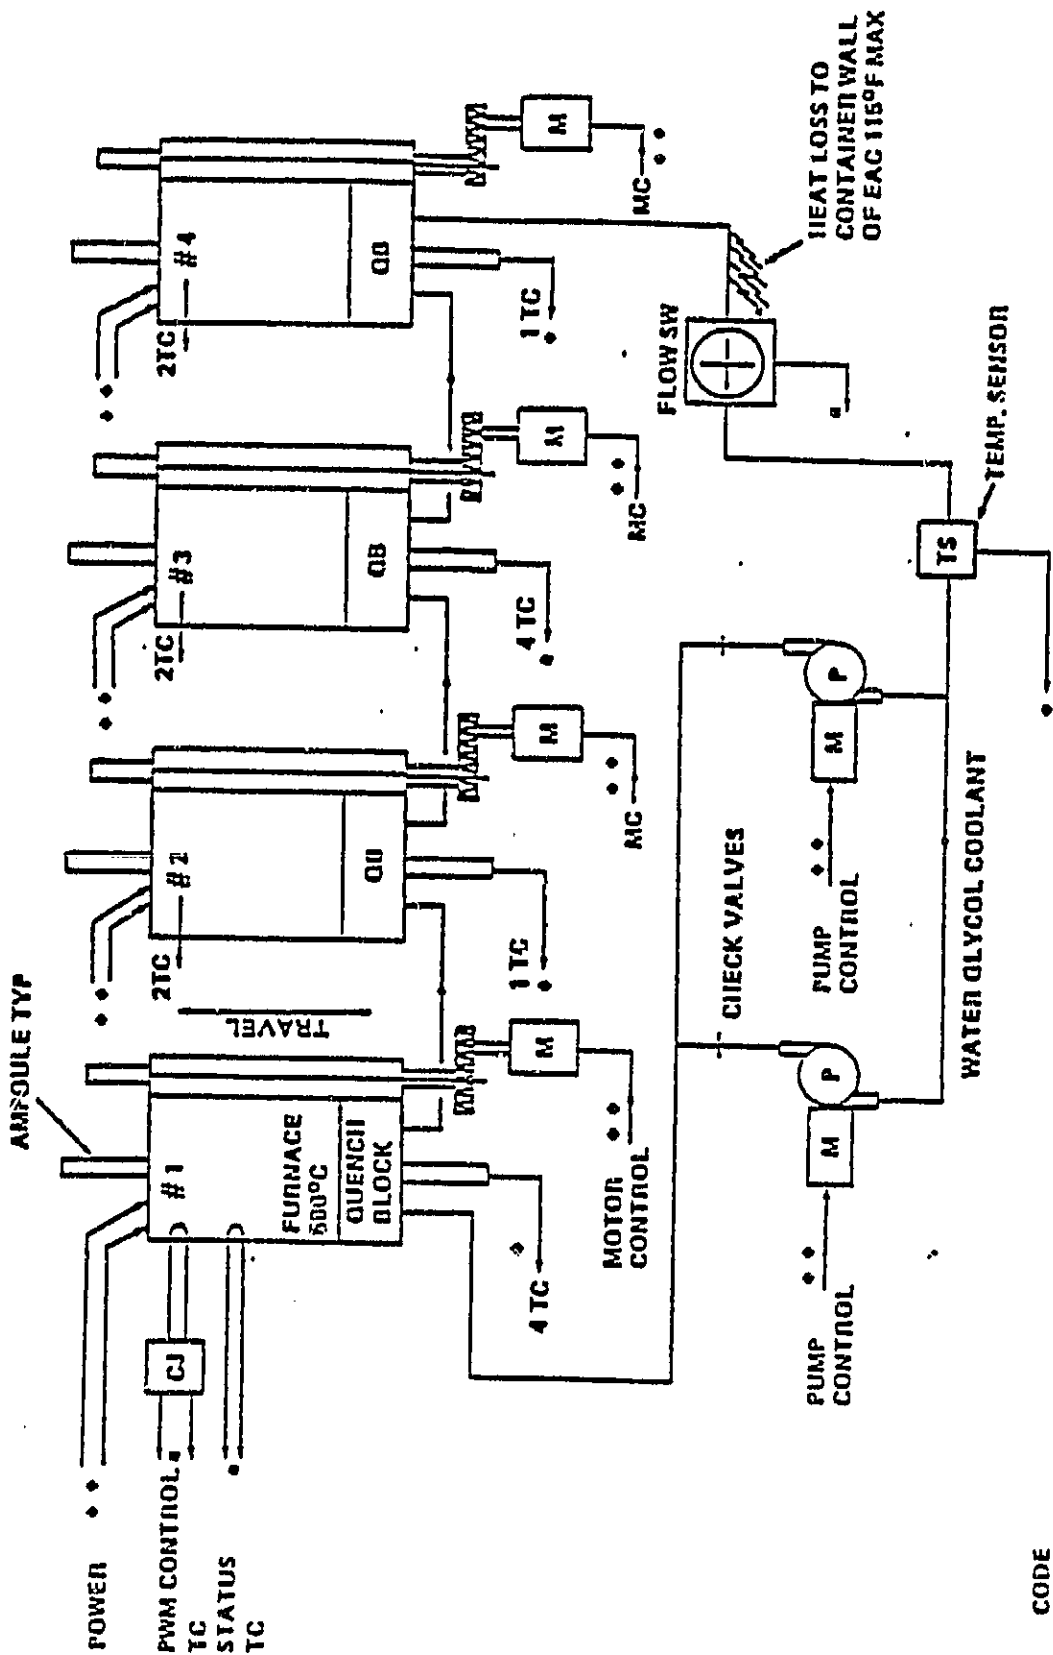 AMPOULE TYP
POWER
PWM CONTROL
TC
STATUS
TC
CJ
#1
FURNACE
QUENCH
BLOCK
TRAVEL
2TC
#2
2TC
#3
QB
2TC
#4
4 TC
1 TC
4 TC
1 TC
M
M
M
M
MOTOR
CONTROL
MC
MC
MC
FLOW SW
HEAT LOSS TO
CONTAINER WALL
OF EAC 115°F MAX
CHECK VALVES
P
M
P
M
PUMP
CONTROL
PUMP
CONTROL
TS
TEMP. SENSOR
WATER GLYCOL COOLANT
CODE